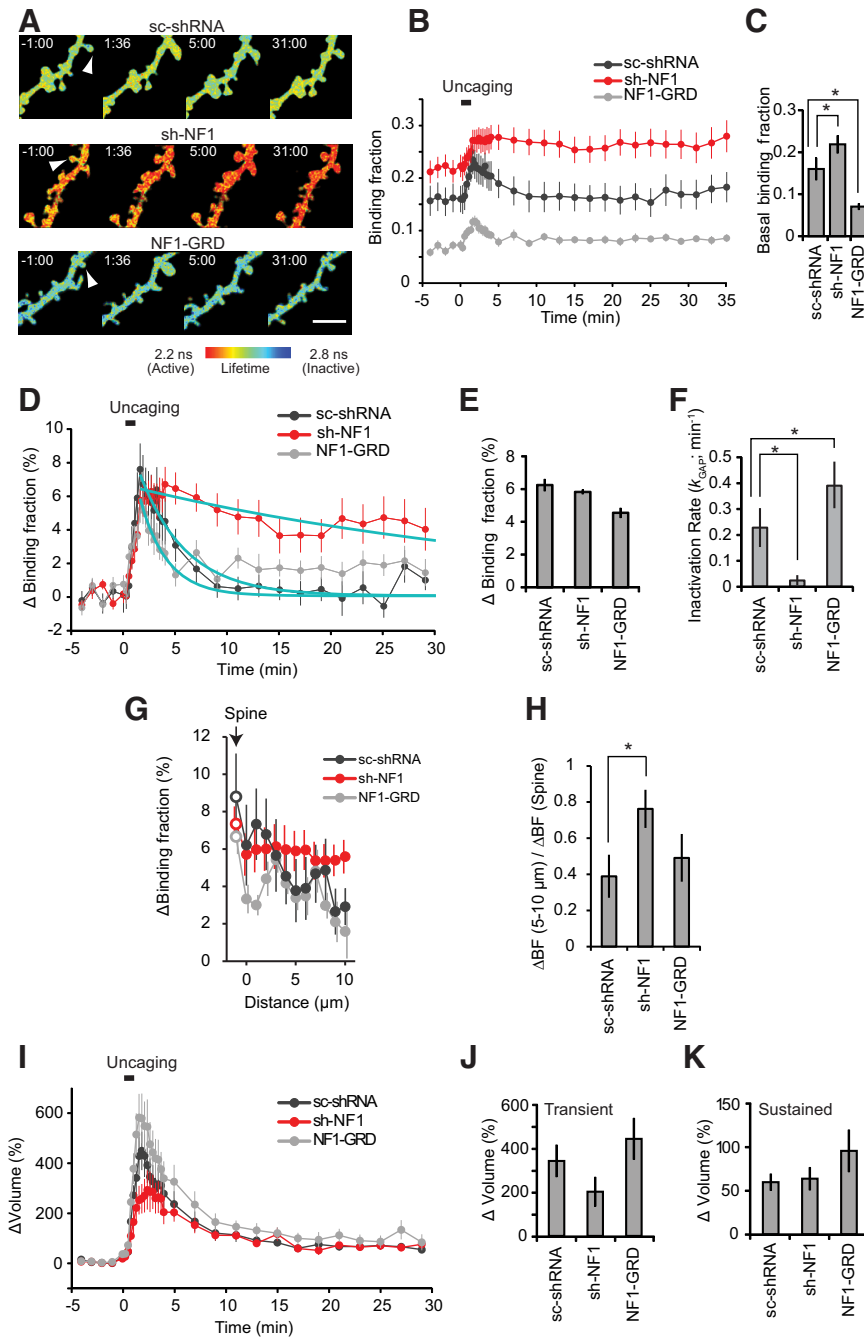 A
sc-shRNA
-1:00 1:36 5:00 31:00
sh-NF1
-1:00 1:36 5:00 31:00
NF1-GRD
-1:00 1:36 5:00 31:00
2.2 ns (Active) Lifetime 2.8 ns (Inactive)
B
sc-shRNA
sh-NF1
NF1-GRD
Uncaging
Binding fraction
0.3
0.2
0.1
0
-5 0 5 10 15 20 25 30 35
Time (min)
C
Basal binding fraction
0.3
0.2
0.1
0
* *
sc-shRNA
sh-NF1
NF1-GRD
D
Uncaging
sc-shRNA
sh-NF1
NF1-GRD
Δ Binding fraction (%)
10
8
6
4
2
0
-2
-5 0 5 10 15 20 25 30
Time (min)
E
Δ Binding fraction (%)
8
6
4
2
0
sc-shRNA
sh-NF1
NF1-GRD
F
Inactivation Rate (kGAP; min-1)
0.5
0.4
0.3
0.2
0.1
0
* *
sc-shRNA
sh-NF1
NF1-GRD
G
Spine
sc-shRNA
sh-NF1
NF1-GRD
ΔBinding fraction (%)
12
10
8
6
4
2
0
0 5 10
Distance (µm)
H
ΔBF (5-10 µm) / ΔBF (Spine)
1
0.8
0.6
0.4
0.2
0
*
sc-shRNA
sh-NF1
NF1-GRD
I
Uncaging
sc-shRNA
sh-NF1
NF1-GRD
ΔVolume (%)
600
400
200
0
-5 0 5 10 15 20 25 30
Time (min)
J
Transient
Δ Volume (%)
600
400
200
0
sc-shRNA
sh-NF1
NF1-GRD
K
Sustained
Δ Volume (%)
150
100
50
0
sc-shRNA
sh-NF1
NF1-GRD